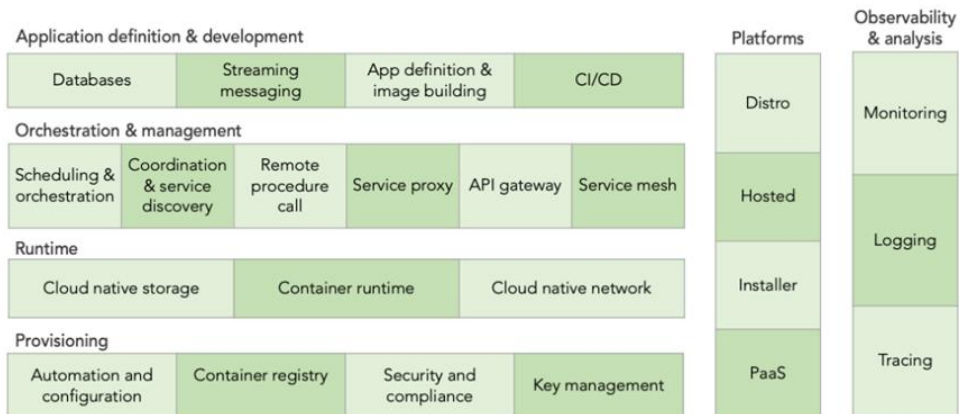 Application definition & development
Databases
Streaming
messaging
App definition &
image building
CI/CD
Orchestration & management
Scheduling &
orchestration
Coordination
& service
discovery
Remote
procedure
call
Service proxy
API gateway
Service mesh
Runtime
Cloud native storage
Container runtime
Cloud native network
Provisioning
Automation and
configuration
Container registry
Security and
compliance
Key management
Platforms
Distro
Hosted
Installer
PaaS
Observability
& analysis
Monitoring
Logging
Tracing